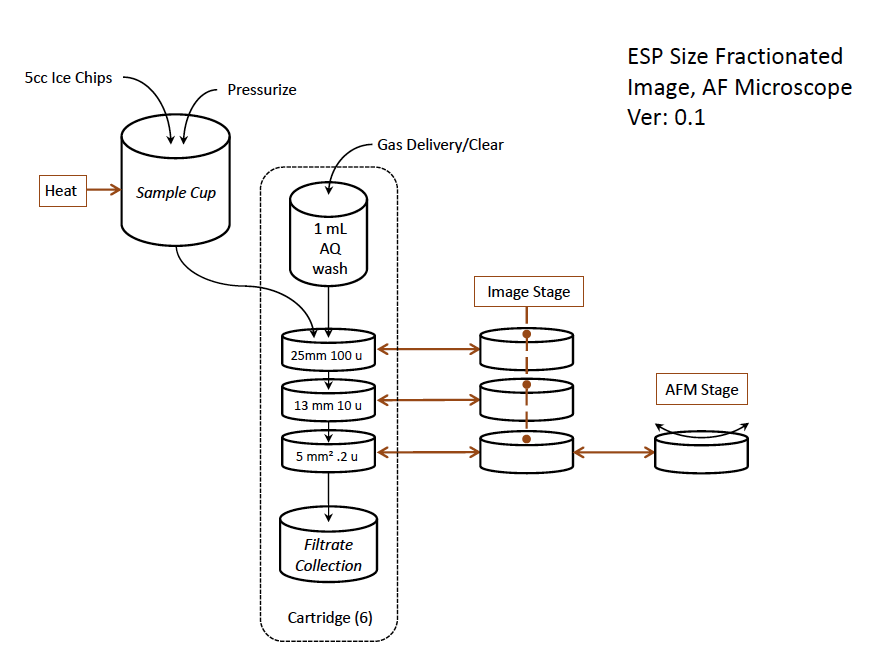 ESP Size Fractionated
Image, AF Microscope
Ver: 0.1
5cc Ice Chips
Pressurize
Gas Delivery/Clear
Heat
Sample Cup
1 mL
AQ
wash
Image Stage
25mm 100 u
13 mm 10 u
AFM Stage
5 mm² .2 u
Filtrate
Collection
Cartridge (6)